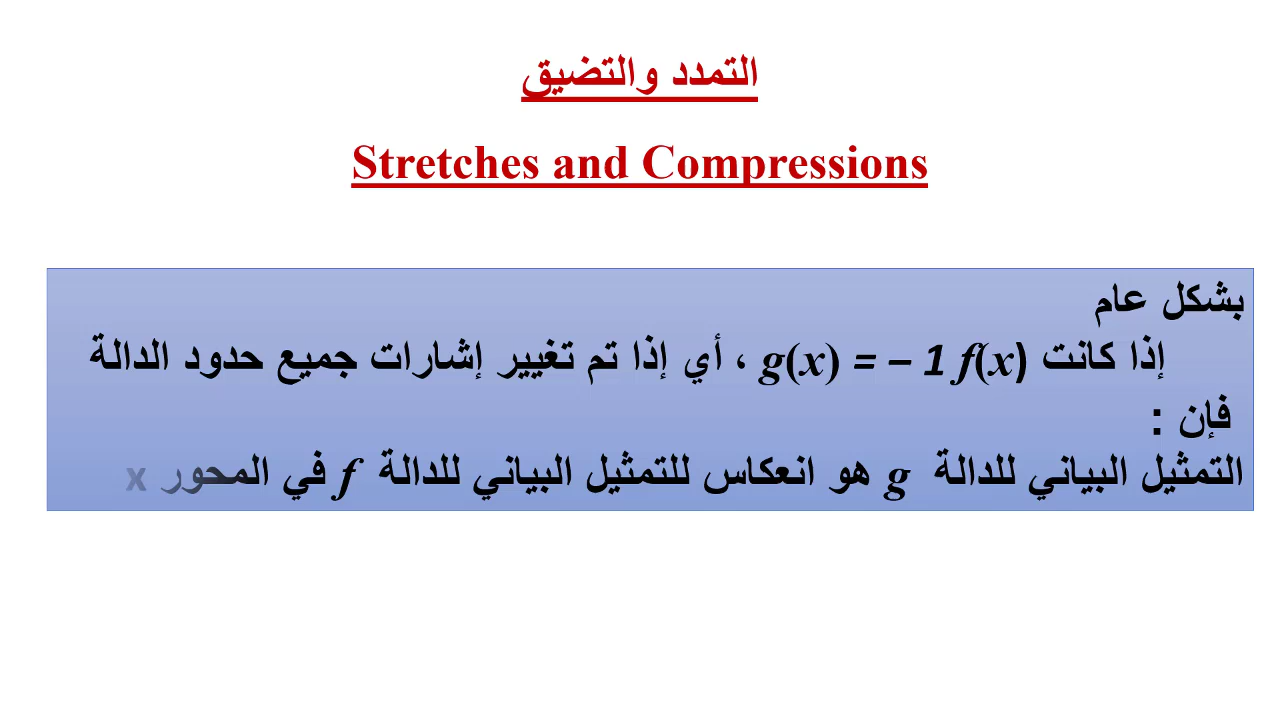 التمدد والتضيق
Stretches and Compressions
بشكل عام
إذا كانت g(x) = – 1 f(x) ، أي إذا تم تغيير إشارات جميع حدود الدالة
فإن :
التمثيل البياني للدالة g هو انعكاس للتمثيل البياني للدالة f في المحور x